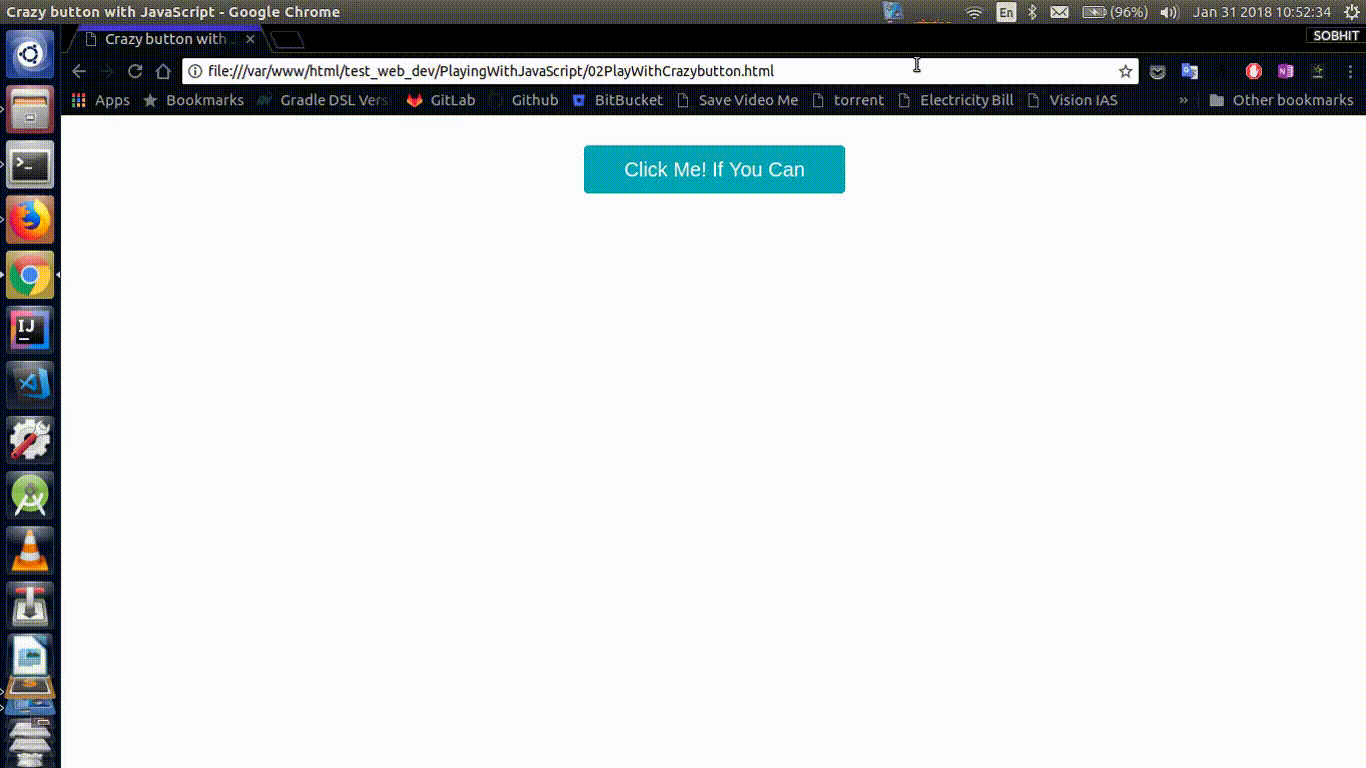 Crazy button with JavaScript - Google Chrome
En
(96%)
Jan 31 2018 10:52:34
Crazy button with
SOBHIT
file:///var/www/html/test_web_dev/PlayingWithJavaScript/02PlayWithCrazybutton.html
Apps
Bookmarks
Gradle DSL Vers
GitLab
Github
BitBucket
Save Video Me
torrent
Electricity Bill
Vision IAS
»
Other bookmarks
Click Me! If You Can
IJ